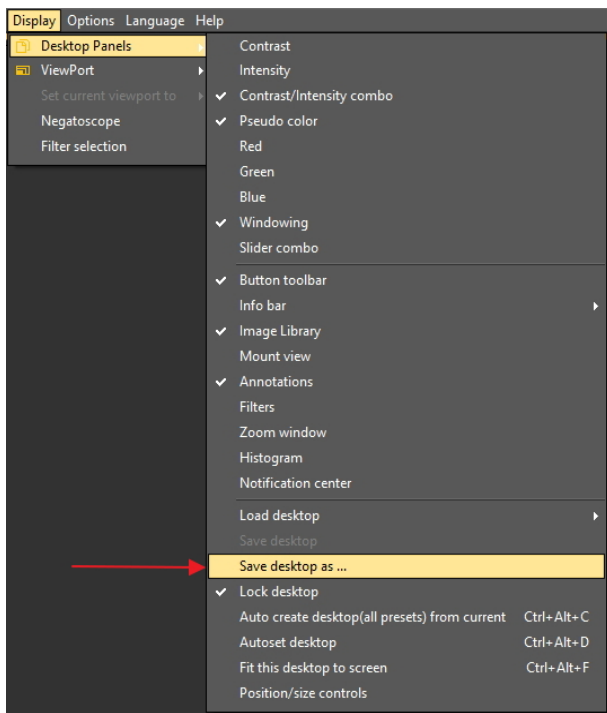 Display Options Language Help
Desktop Panels
ViewPort
Set current viewport to
Negatoscope
Filter selection
Contrast
Intensity
Contrast/Intensity combo
Pseudo color
Red
Green
Blue
Windowing
Slider combo
Button toolbar
Info bar
Image Library
Mount view
Annotations
Filters
Zoom window
Histogram
Notification center
Load desktop
Save desktop
Save desktop as ...
Lock desktop
Auto create desktop(all presets) from current Ctrl+Alt+C
Autoset desktop Ctrl+Alt+D
Fit this desktop to screen Ctrl+Alt+F
Position/size controls